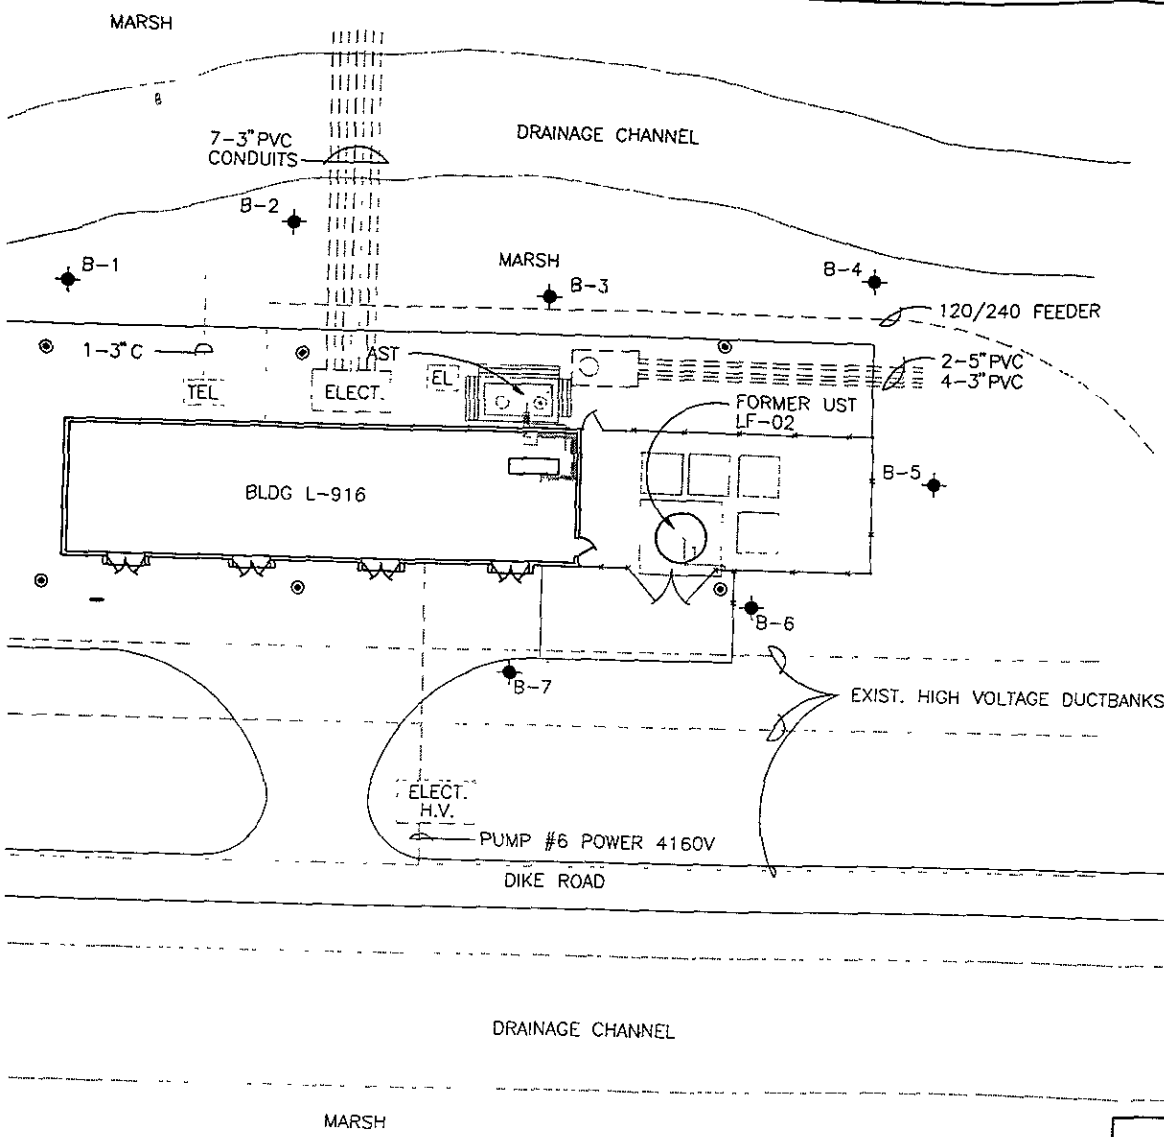 MARSH
7-3"PVC
CONDUITS
DRAINAGE CHANNEL
B-2
B-1
MARSH
B-3
B-4
120/240 FEEDER
1-3"C
AST
2-5"PVC
4-3"PVC
TEL
ELECT.
EL
FORMER UST
LF-02
BLDG L-916
B-5
B-6
B-7
EXIST. HIGH VOLTAGE DUCTBANKS
ELECT.
H.V.
PUMP #6 POWER 4160V
DIKE ROAD
DRAINAGE CHANNEL
MARSH